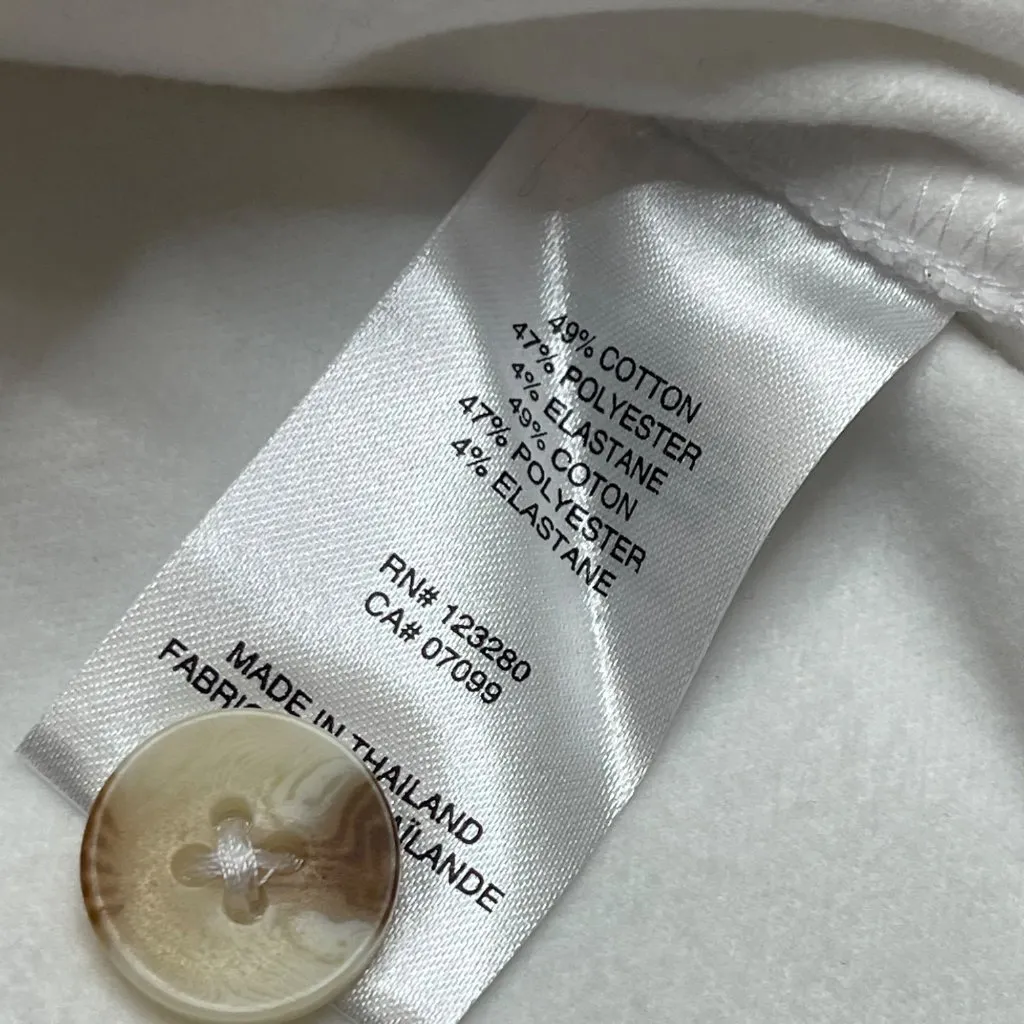 49% COTTON
47% POLYESTER
4% ELASTANE
49% COTON
47% POLYESTER
4% ELASTANE
RN# 123280
CA# 07099
MADE IN THAILAND